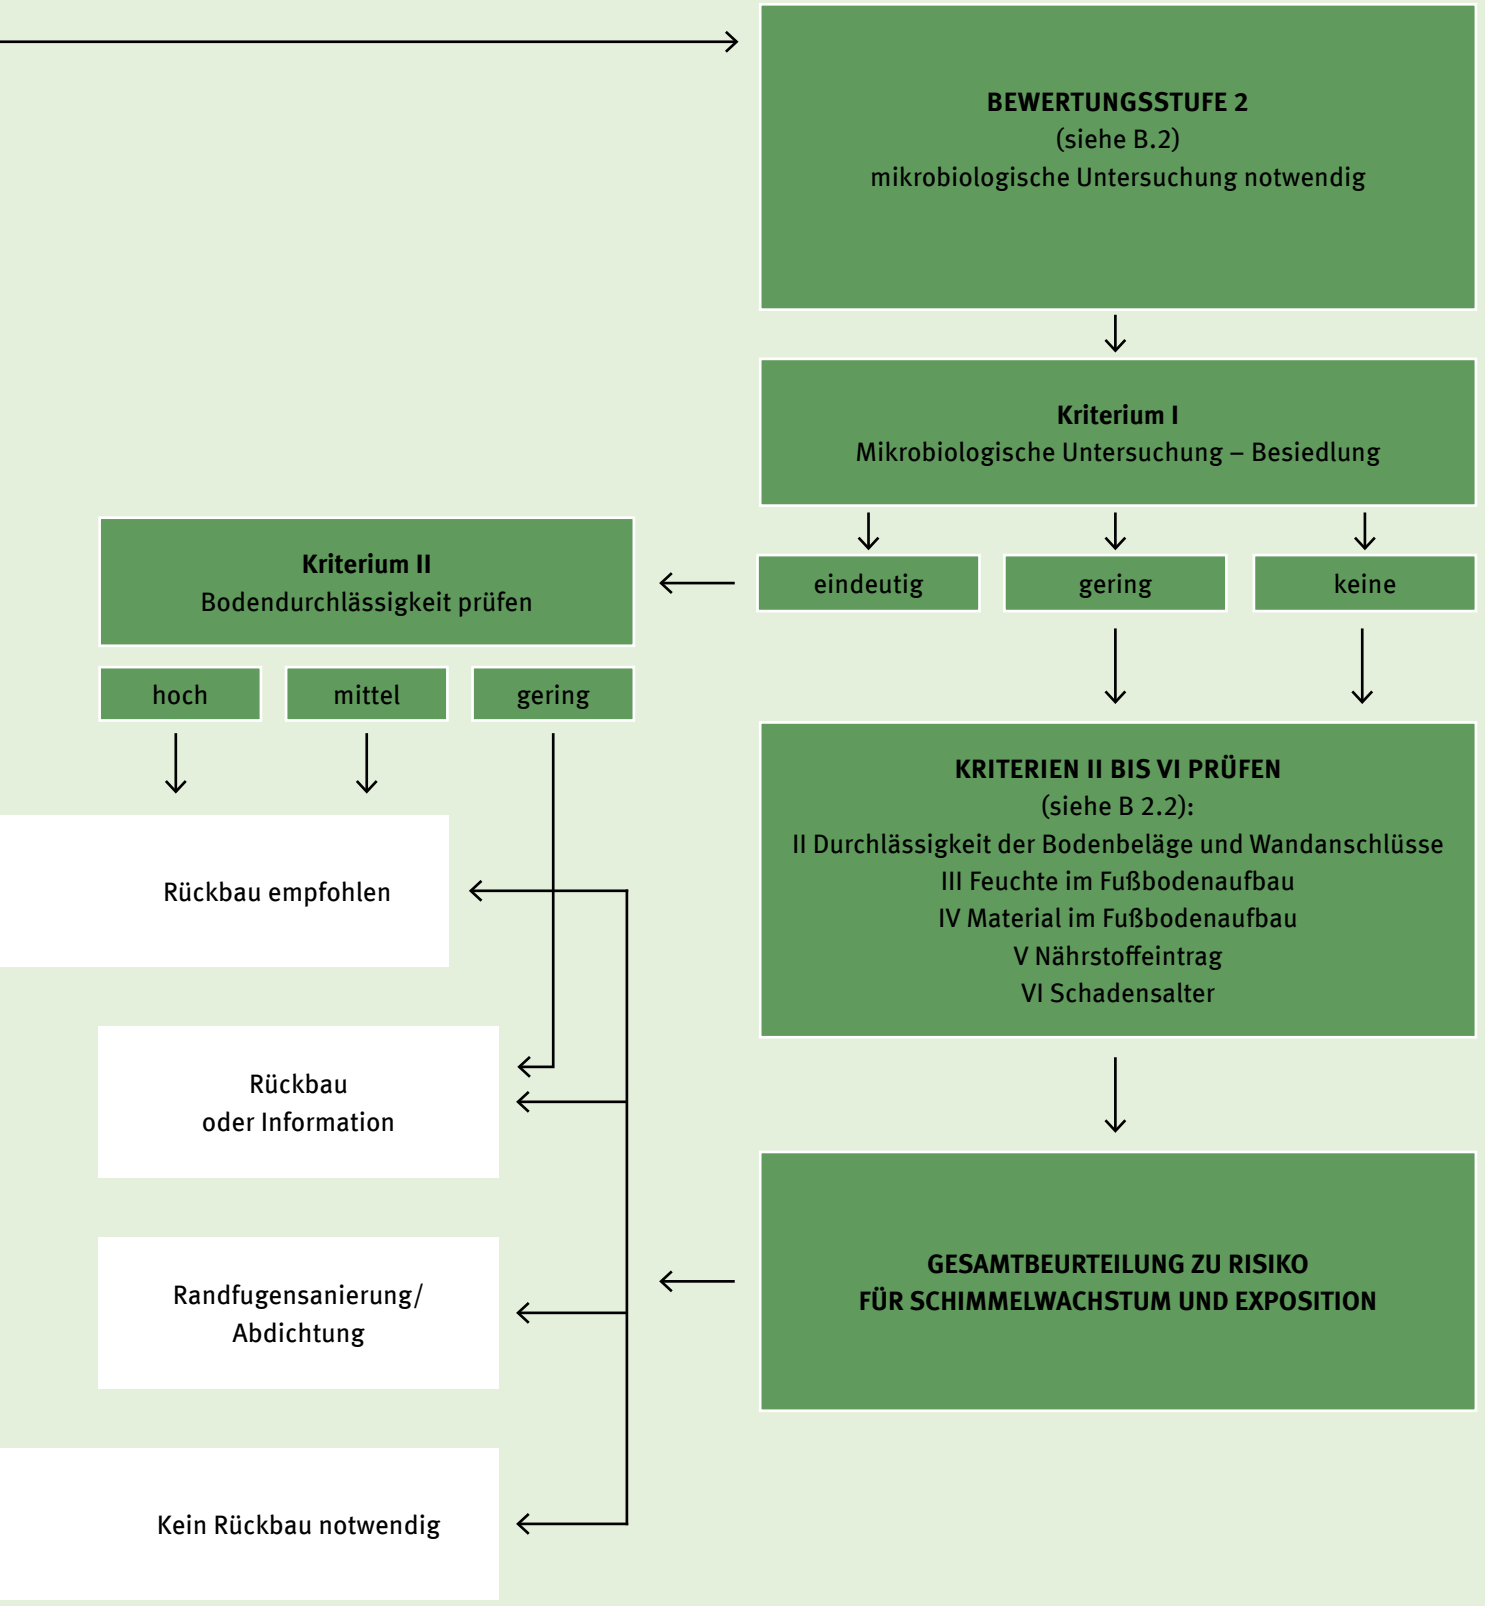 BEWERTUNGSSTUFE 2
(siehe B.2)
mikrobiologische Untersuchung notwendig
Kriterium I
Mikrobiologische Untersuchung – Besiedlung
eindeutig
gering
keine
Kriterium II
Bodendurchlässigkeit prüfen
hoch
mittel
gering
KRITERIEN II BIS VI PRÜFEN
(siehe B 2.2):
II Durchlässigkeit der Bodenbeläge und Wandanschlüsse
III Feuchte im Fußbodenaufbau
IV Material im Fußbodenaufbau
V Nährstoffeintrag
VI Schadensalter
Rückbau empfohlen
Rückbau
oder Information
Randfugensanierung/
Abdichtung
GESAMTBEURTEILUNG ZU RISIKO
FÜR SCHIMMELWACHSTUM UND EXPOSITION
Kein Rückbau notwendig